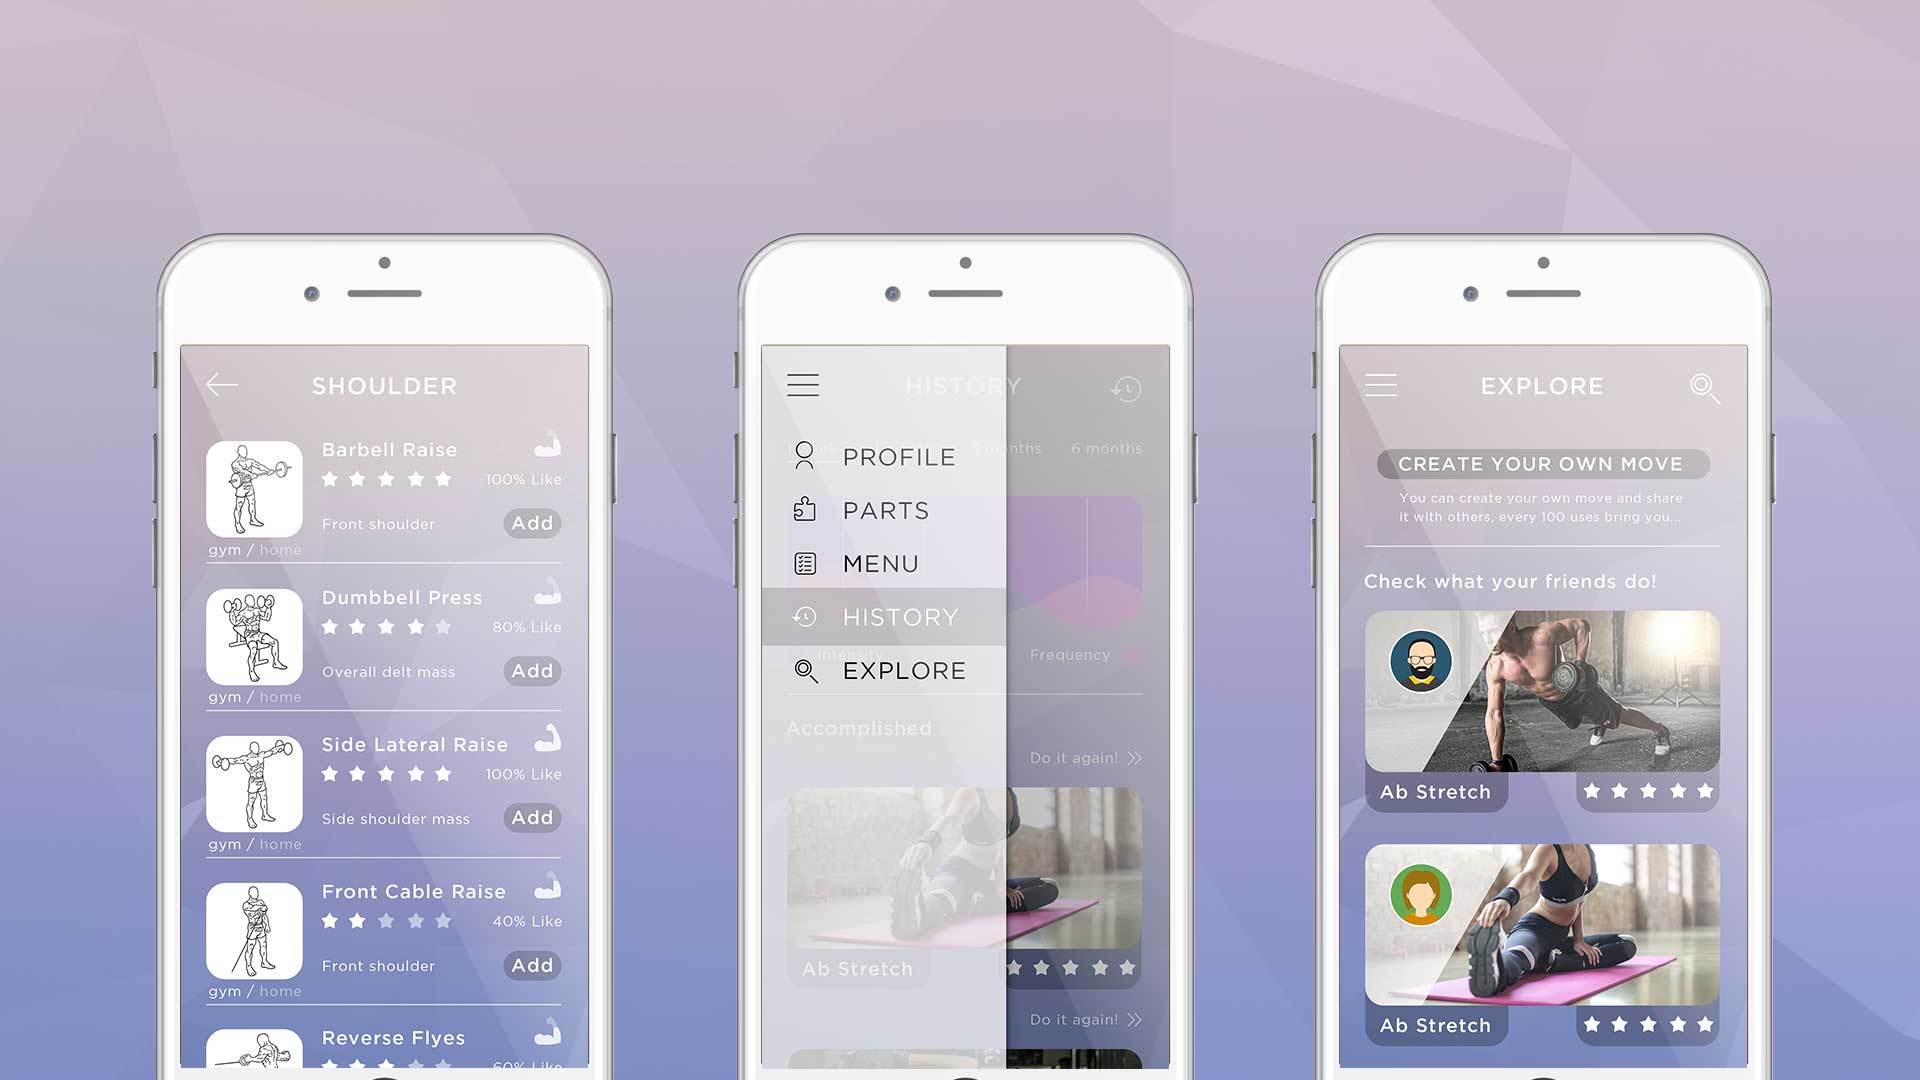 SHOULDER
Barbell Raise
100% Like
Front shoulder
Add
gym / home
Dumbbell Press
80% Like
Overall delt mass
Add
gym / home
Side Lateral Raise
100% Like
Side shoulder mass
Add
gym / home
Front Cable Raise
40% Like
Front shoulder
Add
gym / home
Reverse Flyes
60% Like
HISTORY
months 6 months
PROFILE
PARTS
MENU
HISTORY
Intensity
Frequency
EXPLORE
Accomplished
Do it again!
Ab Stretch
Do it again!
EXPLORE
CREATE YOUR OWN MOVE
You can create your own move and share
it with others, every 100 uses bring you...
Check what your friends do!
Ab Stretch
Ab Stretch